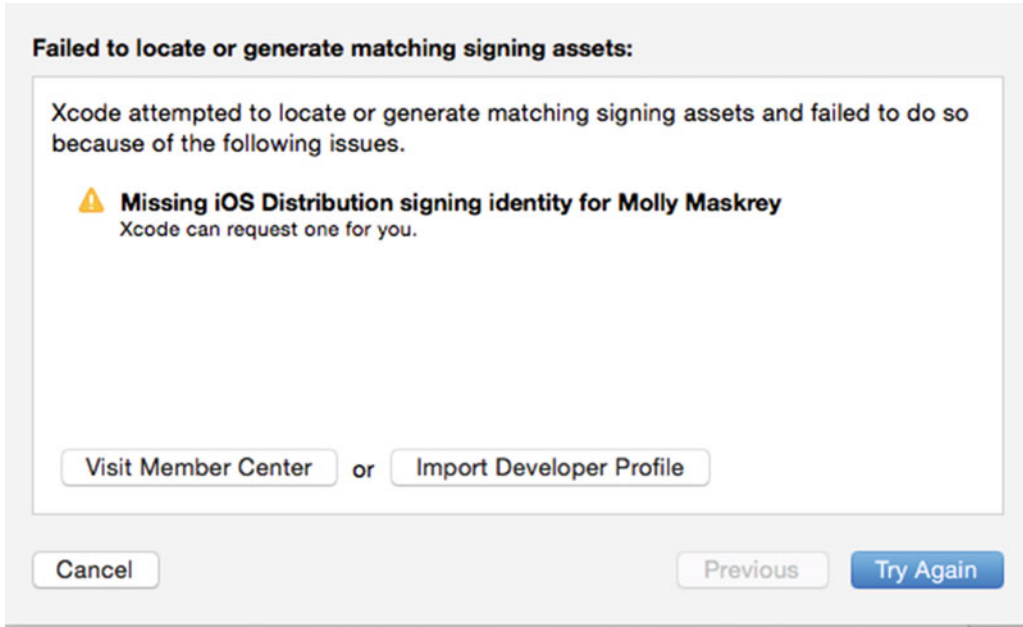 Failed to locate or generate matching signing assets:
Xcode attempted to locate or generate matching signing assets and failed to do so
because of the following issues.
Missing iOS Distribution signing identity for Molly Maskrey
Xcode can request one for you.
Visit Member Center or Import Developer Profile
Cancel Previous Try Again